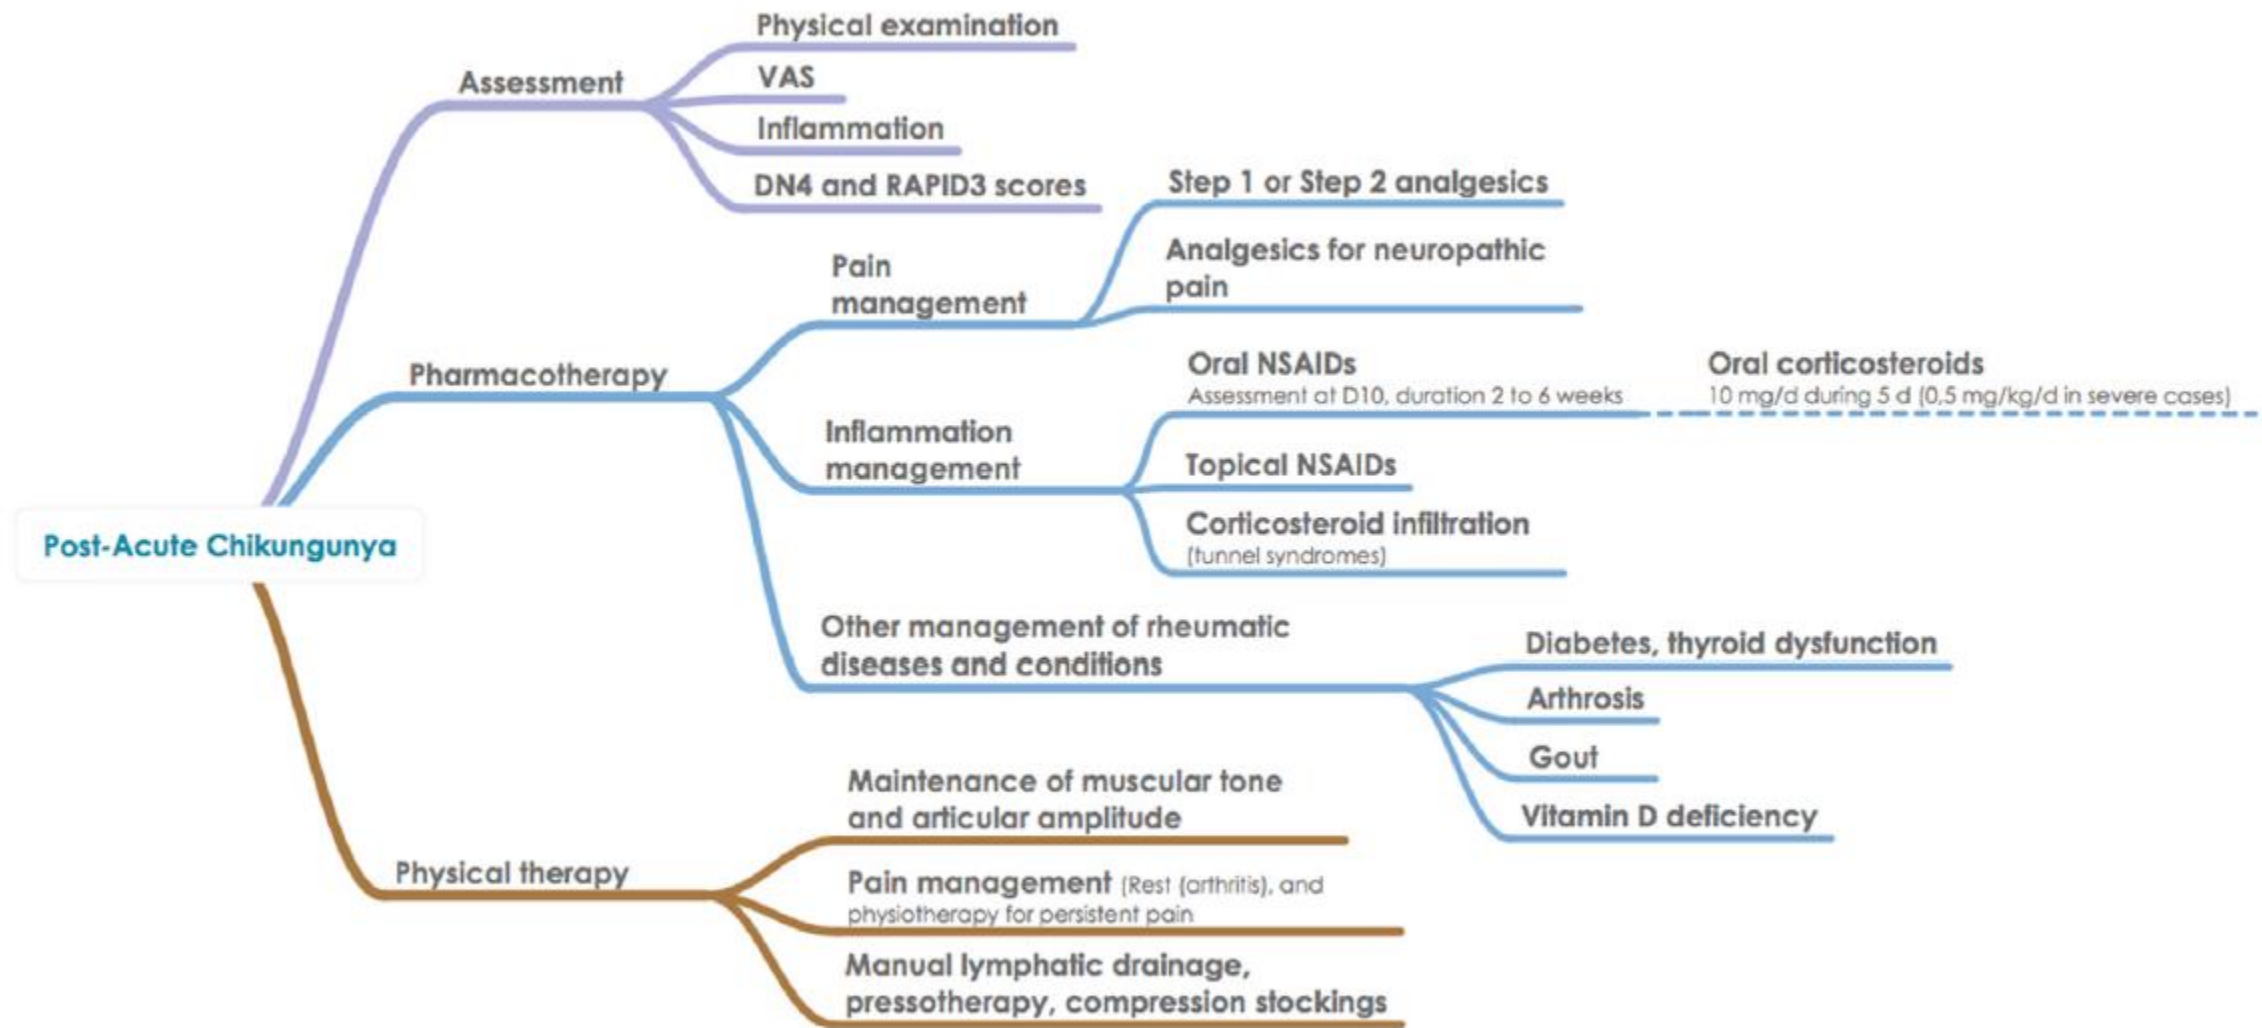 Physical examination
Assessment
VAS
Inflammation
DN4 and RAPID3 scores
Step 1 or Step 2 analgesics
Pain
management
Analgesics for neuropathic
pain
Pharmacotherapy
Oral NSAIDs
Assessment at D10, duration 2 to 6 weeks
Oral corticosteroids
10 mg/d during 5 d (0,5 mg/kg/d in severe cases)
Inflammation
management
Topical NSAIDs
Corticosteroid infiltration
(tunnel syndromes)
Post-Acute Chikungunya
Other management of rheumatic
diseases and conditions
Diabetes, thyroid dysfunction
Arthrosis
Gout
Vitamin D deficiency
Maintenance of muscular tone
and articular amplitude
Physical therapy
Pain management (Rest (arthritis), and
physiotherapy for persistent pain
Manual lymphatic drainage,
pressotherapy, compression stockings